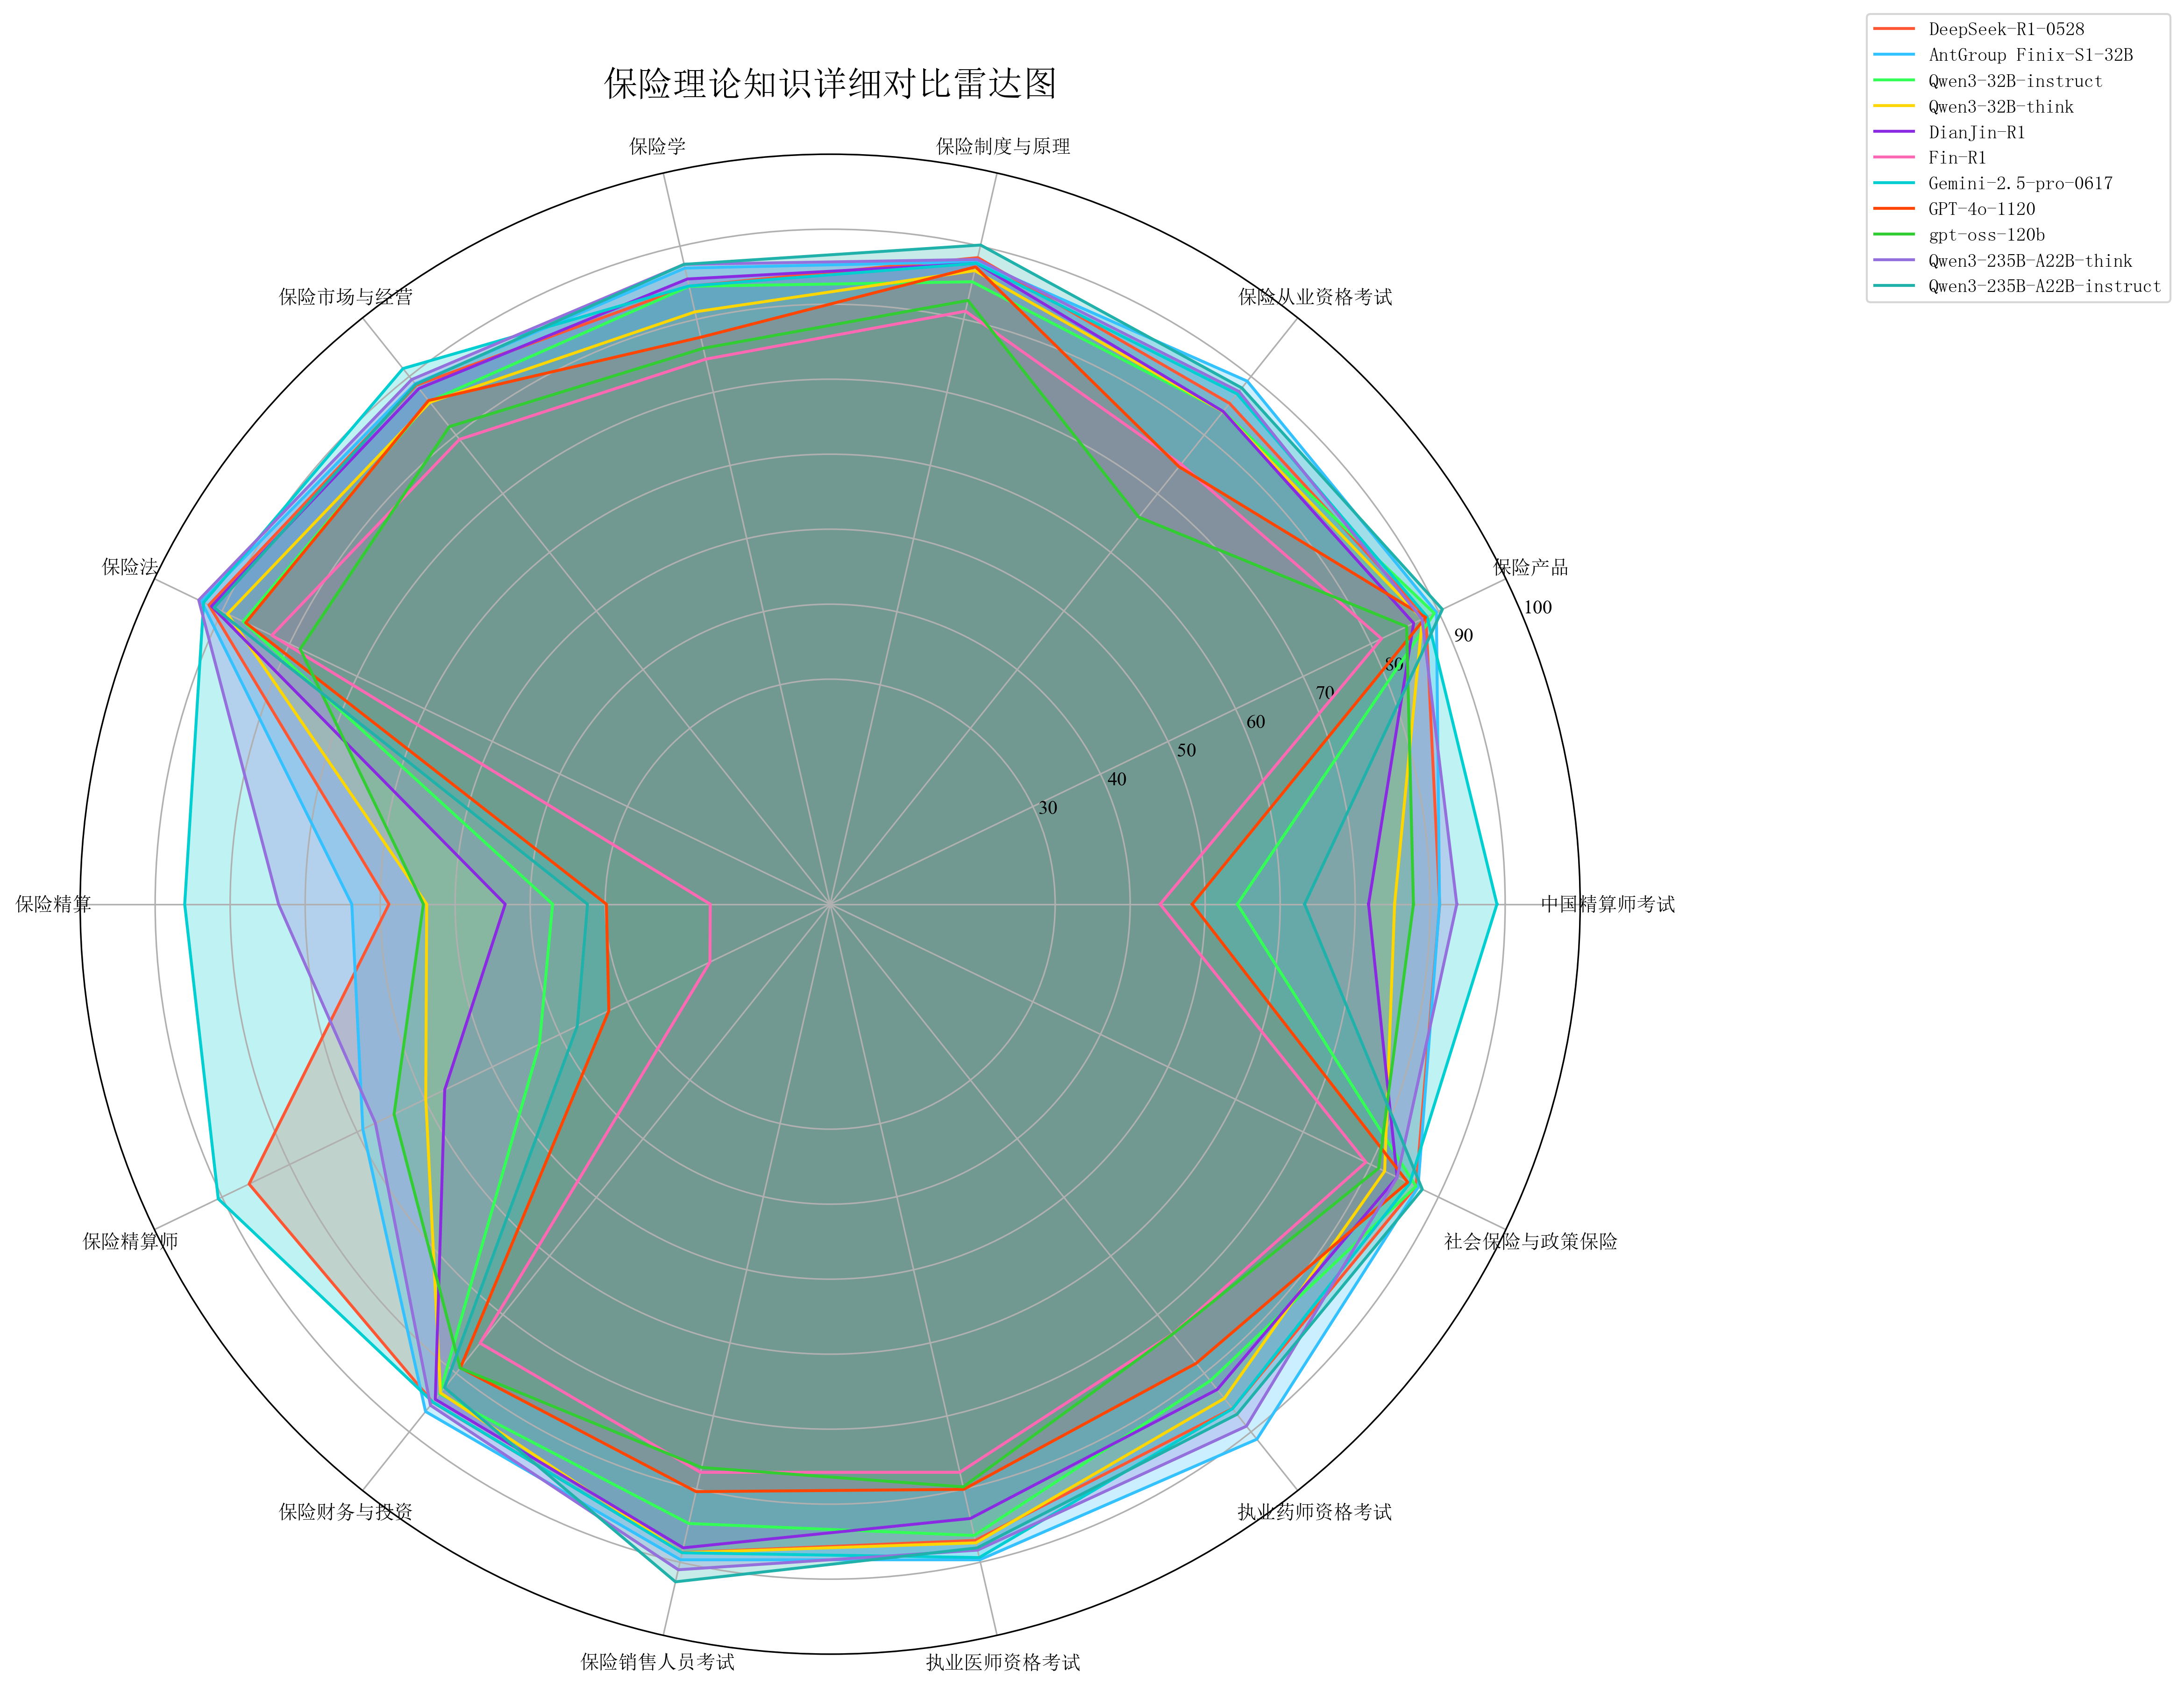 保险理论知识详细对比雷达图
DeepSeek-R1-0528
AntGroup Finix-S1-32B
Qwen3-32B-instruct
Qwen3-32B-think
DianJin-R1
Fin-R1
Gemini-2.5-pro-0617
GPT-4o-1120
gpt-oss-120b
Qwen3-235B-A22B-think
Qwen3-235B-A22B-instruct
保险学
保险制度与原理
保险市场与经营
保险从业资格考试
保险法
保险产品
100
90
80
70
60
50
40
30
保险精算
中国精算师考试
保险精算师
社会保险与政策保险
保险财务与投资
执业药师资格考试
保险销售人员考试
执业医师资格考试